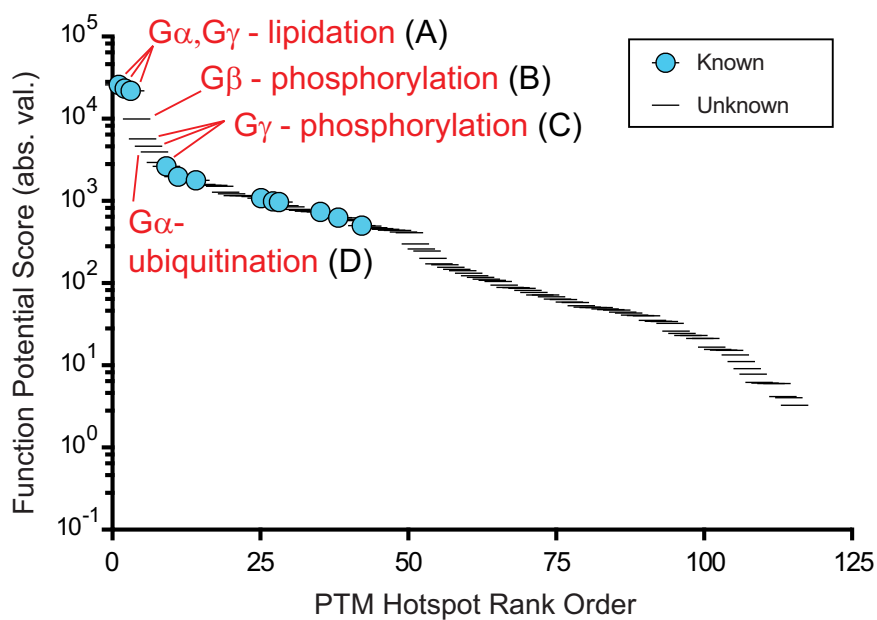 Function Potential Score (abs. val.)
10^5
10^4
10^3
10^2
10^1
10^0
10^-1
Gα,Gγ - lipidation (A)
Gβ - phosphorylation (B)
Gγ - phosphorylation (C)
Gα-
ubiquitination (D)
Known
Unknown
0 25 50 75 100 125
PTM Hotspot Rank Order